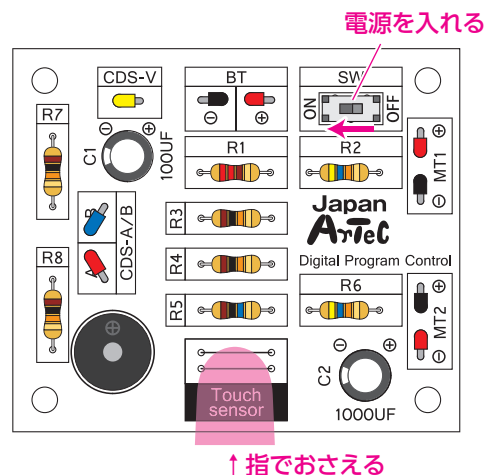 電源を入れる
CDS-V
BT
SW
⊖
⊕
ON
OFF
R7
⊖
⊕
C1
100UF
R1
R2
⊕
MT1
⊖
B
A
CDS-A/B
R3
Japan
ArTeC
R4
Digital Program Control
R8
R5
R6
⊕
MT2
⊖
⊕
Touch
sensor
⊖
⊕
C2
1000UF
↑指でおさえる